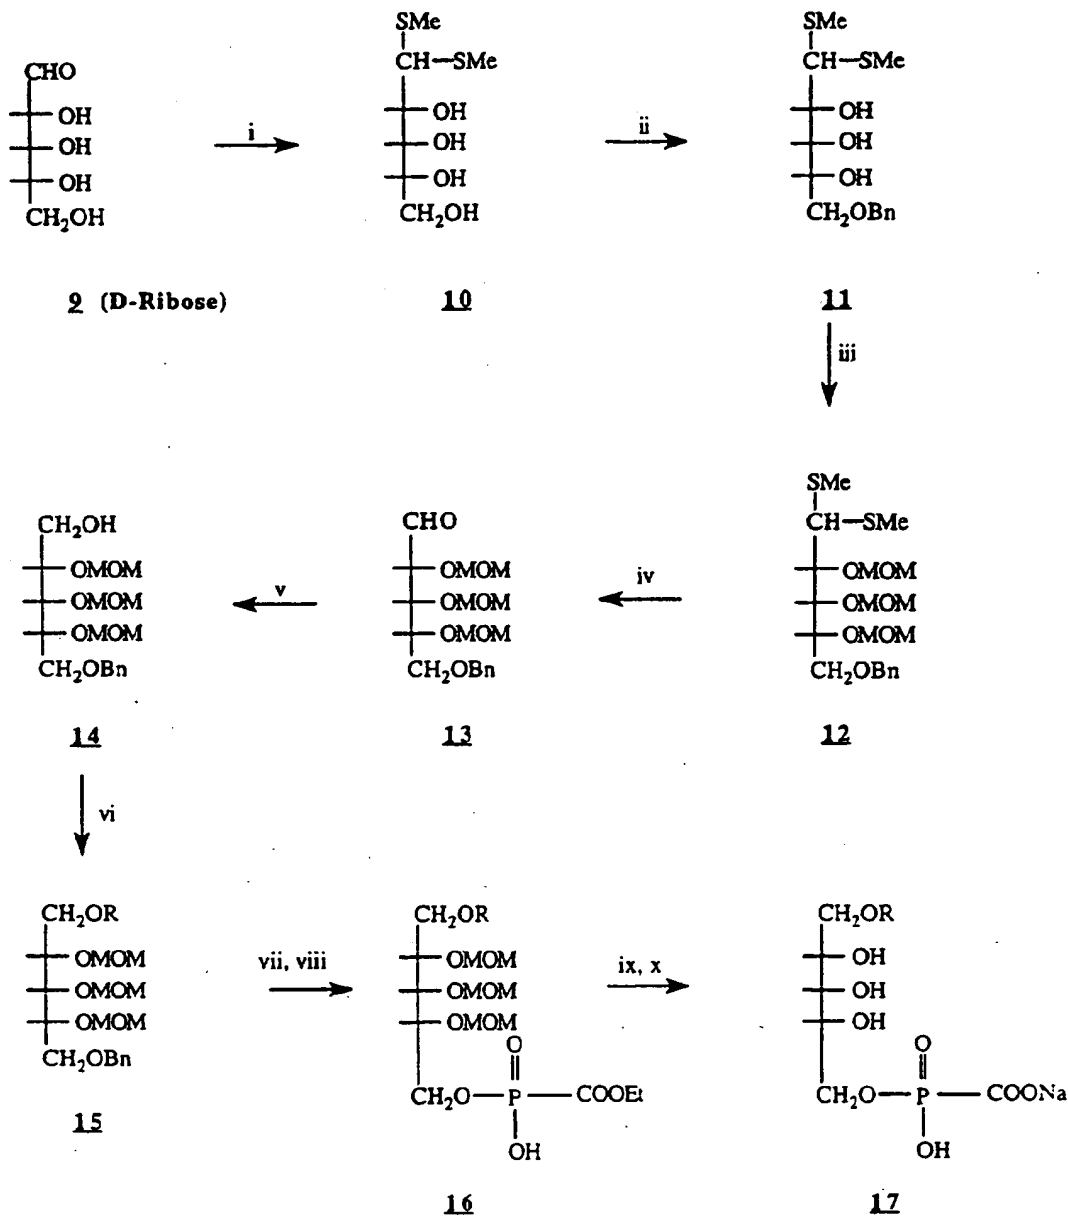 CHO
OH
OH
OH
CH2OH
9 (D-Ribose)
i
SMe
CH—SMe
OH
OH
OH
CH2OH
10
ii
SMe
CH—SMe
OH
OH
OH
CH2OBn
11
iii
SMe
CH—SMe
OMOM
OMOM
OMOM
CH2OBn
12
iv
CHO
OMOM
OMOM
OMOM
CH2OBn
13
v
CH2OH
OMOM
OMOM
OMOM
CH2OBn
14
vi
CH2OR
OMOM
OMOM
OMOM
CH2OBn
15
vii, viii
CH2OR
OMOM
OMOM
OMOM
O
CH2O—P—COOEt
OH
16
ix, x
CH2OR
OH
OH
OH
O
CH2O—P—COONa
OH
17